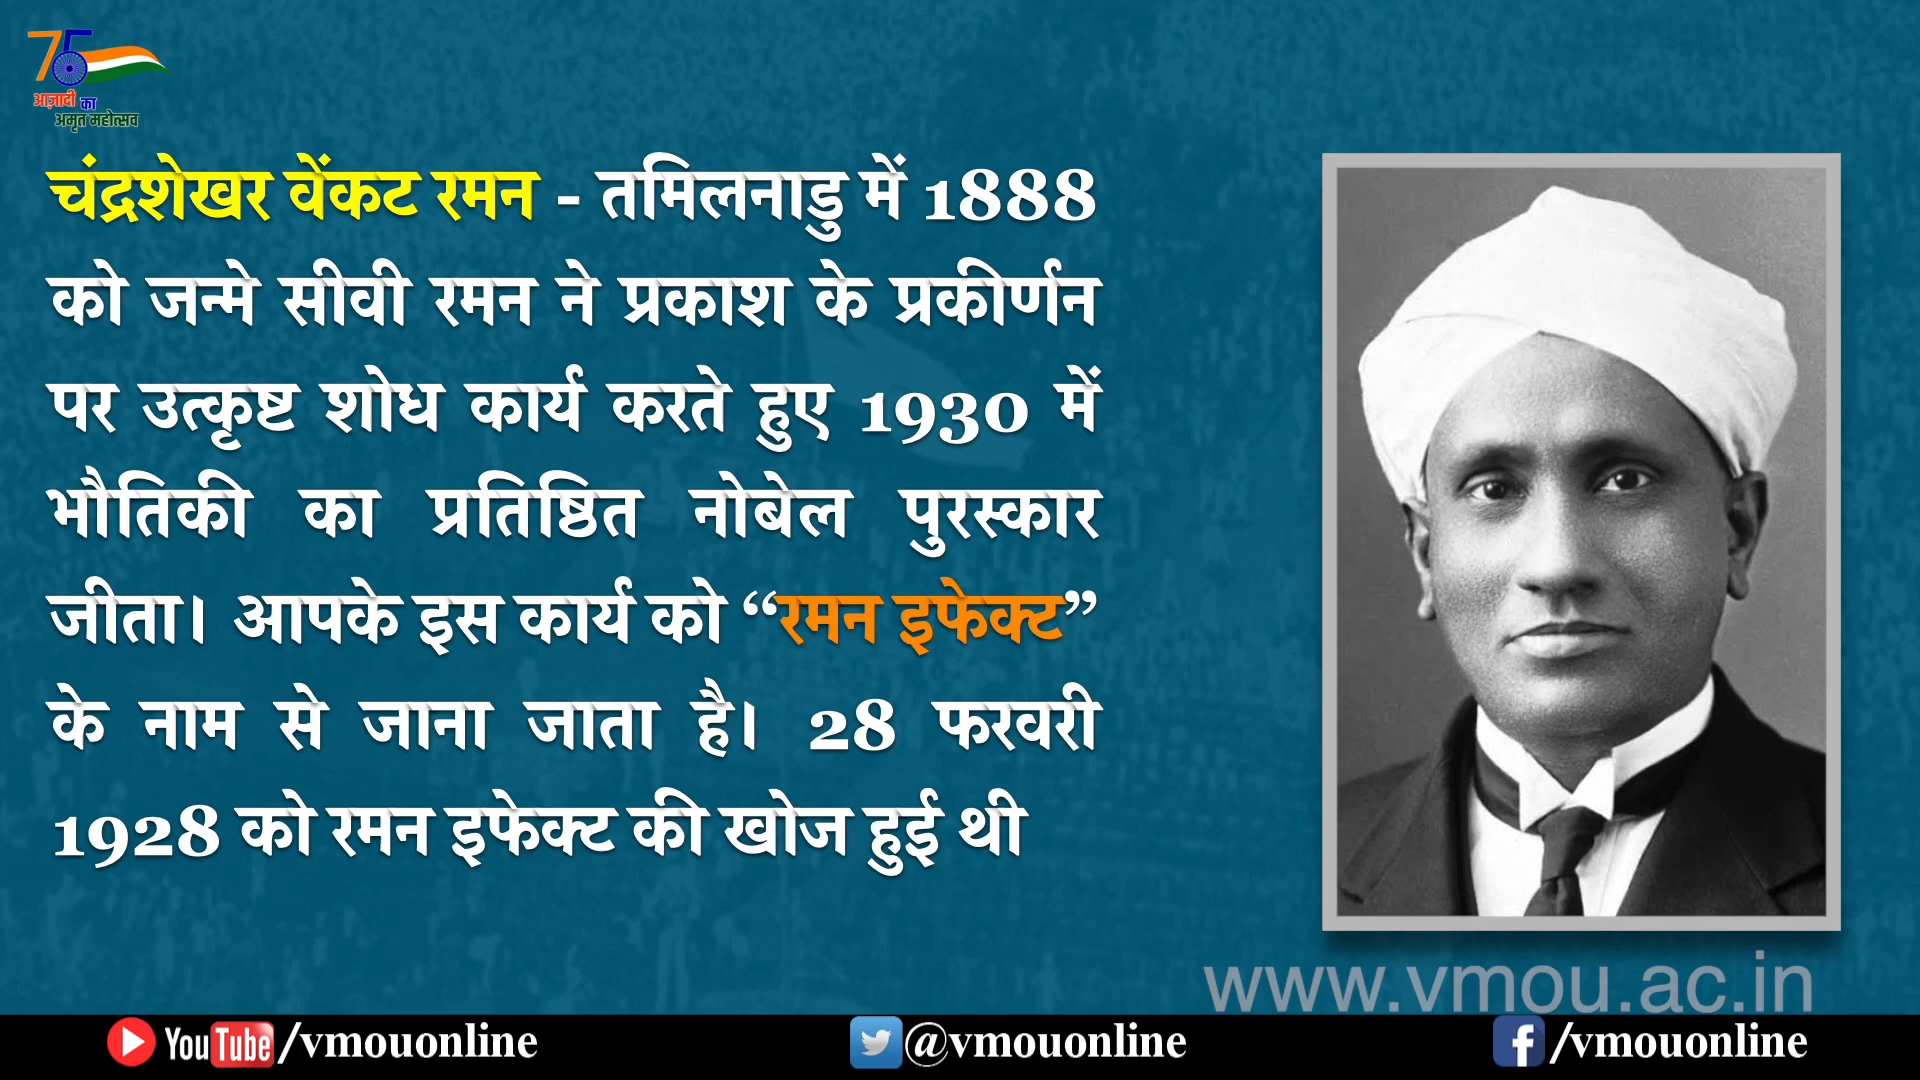 75
आज़ादी का
अमृत महोत्सव
चंद्रशेखर वेंकट रमन - तमिलनाडु में 1888
को जन्मे सीवी रमन ने प्रकाश के प्रकीर्णन
पर उत्कृष्ट शोध कार्य करते हुए 1930 में
भौतिकी का प्रतिष्ठित नोबेल पुरस्कार
जीता। आपके इस कार्य को “रमन इफेक्ट”
के नाम से जाना जाता है। 28 फरवरी
1928 को रमन इफेक्ट की खोज हुई थी
www.vmou.ac.in
YouTube /vmouonline
@vmouonline
f /vmouonline